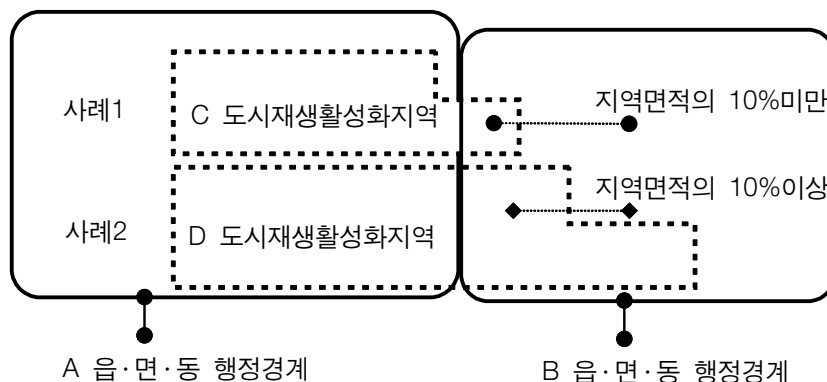 사례1
C 도시재생활성화지역
지역면적의 10%미만
사례2
D 도시재생활성화지역
지역면적의 10%이상
A 읍·면·동 행정경계
B 읍·면·동 행정경계